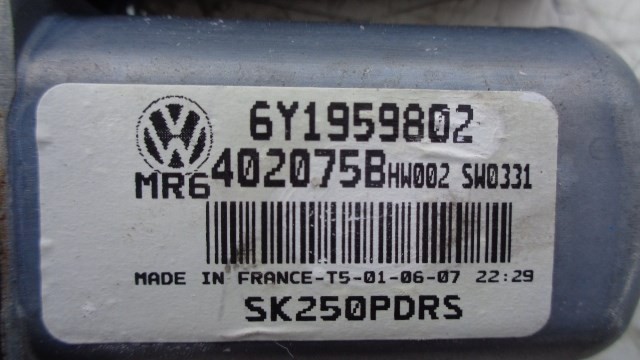 6Y1959802
MR6 402075B HW002 SW0331
MADE IN FRANCE-T5-01-06-07 22:29
SK250PDRS